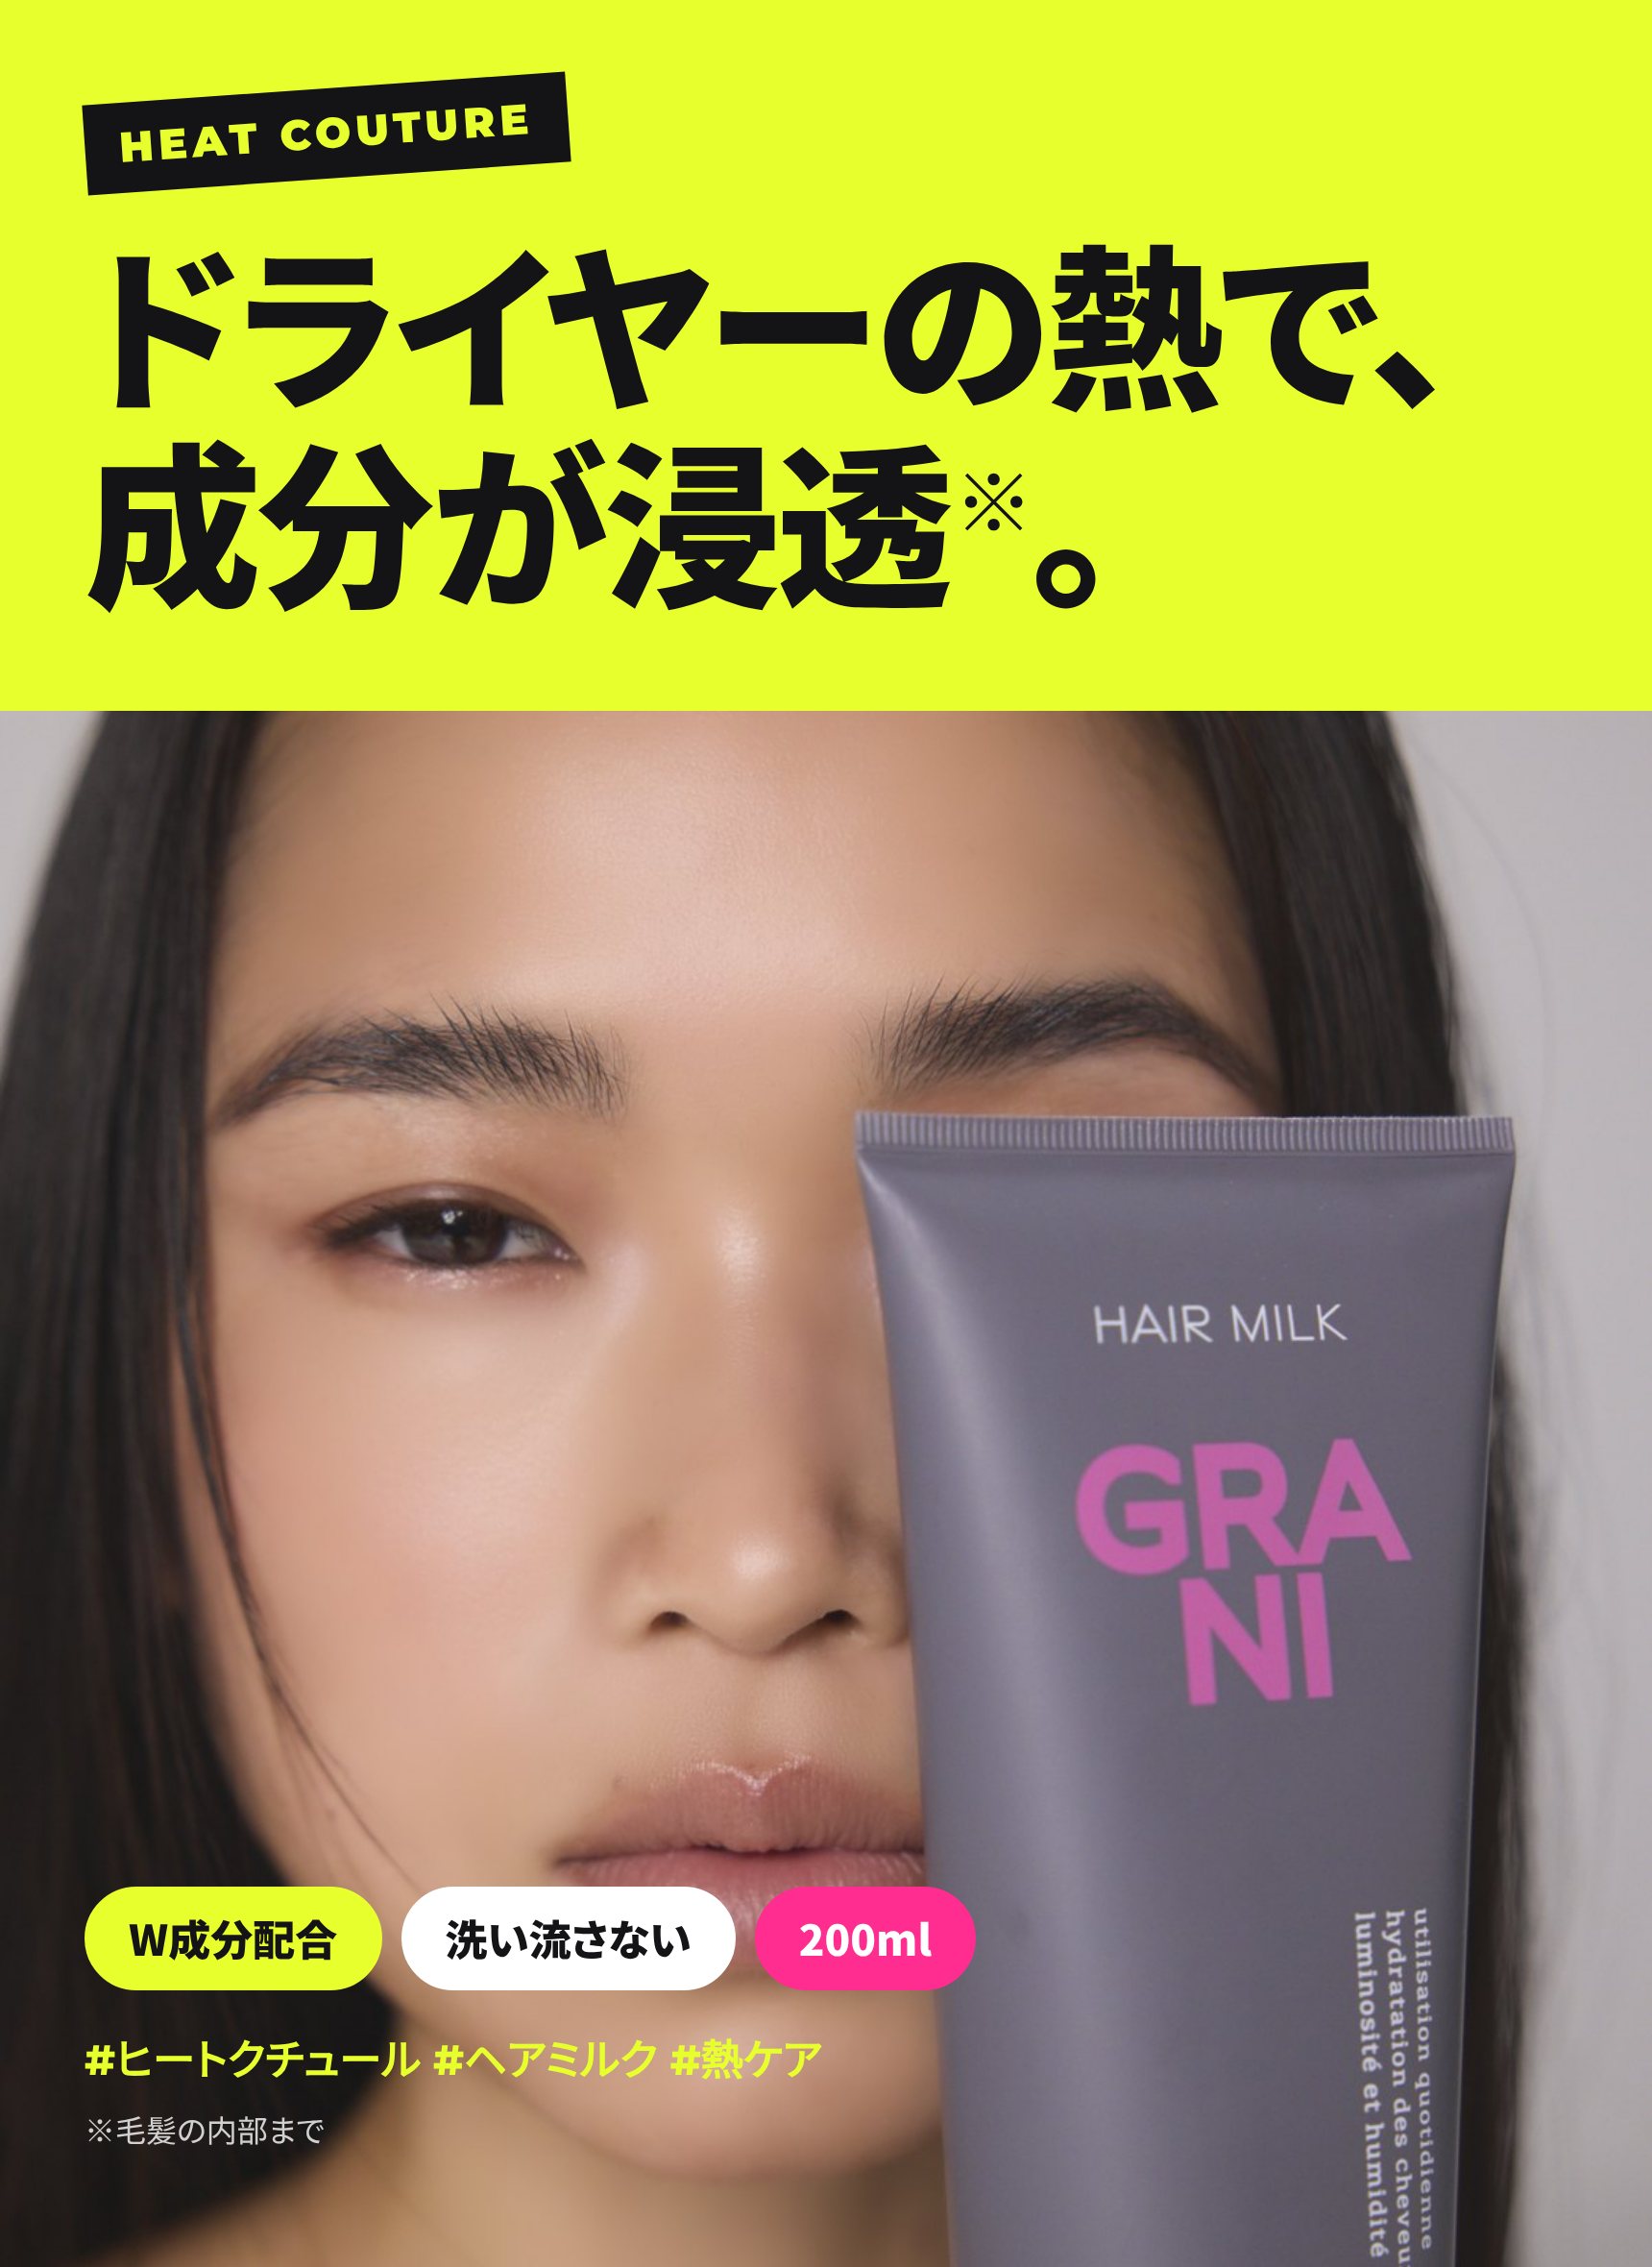 HEAT COUTURE
ドライヤーの熱で、
成分が浸透※。
HAIR MILK
GRA
NI
utilisation quotidienne
hydratation des cheveux
luminosité et humidité
W成分配合
洗い流さない
200ml
#ヒートクチュール #ヘアミルク #熱ケア
※毛髪の内部まで